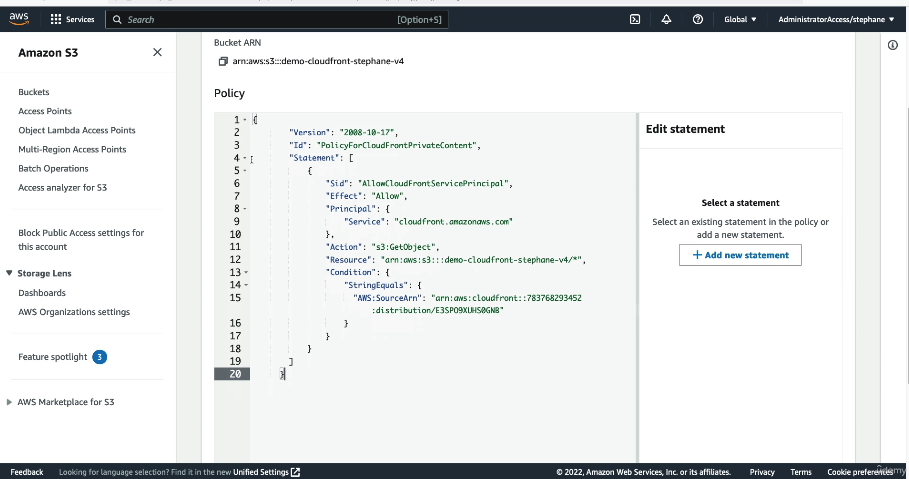 aws Services Search [Option+S] Global ▼ AdministratorAccess/stephane ▼
Amazon S3
Buckets
Access Points
Object Lambda Access Points
Multi-Region Access Points
Batch Operations
Access analyzer for S3
Block Public Access settings for
this account
Storage Lens
Dashboards
AWS Organizations settings
Feature spotlight 3
AWS Marketplace for S3
Bucket ARN
arn:aws:s3:::demo-cloudfront-stephane-v4
Policy
1 {
2 "Version": "2008-10-17",
3 "Id": "PolicyForCloudFrontPrivateContent",
4 "Statement": [
5 {
6 "Sid": "AllowCloudFrontServicePrincipal",
7 "Effect": "Allow",
8 "Principal": {
9 "Service": "cloudfront.amazonaws.com"
10 },
11 "Action": "s3:GetObject",
12 "Resource": "arn:aws:s3:::demo-cloudfront-stephane-v4/*",
13 "Condition": {
14 "StringEquals": {
15 "AWS:SourceArn": "arn:aws:cloudfront::783768293452
:distribution/E3SPO9XUHS0GNB"
16 }
17 }
18 }
19 ]
20 }
Edit statement
Select a statement
Select an existing statement in the policy or
add a new statement.
+ Add new statement
Feedback Looking for language selection? Find it in the new Unified Settings © 2022, Amazon Web Services, Inc. or its affiliates. Privacy Terms Cookie preferences
Udemy